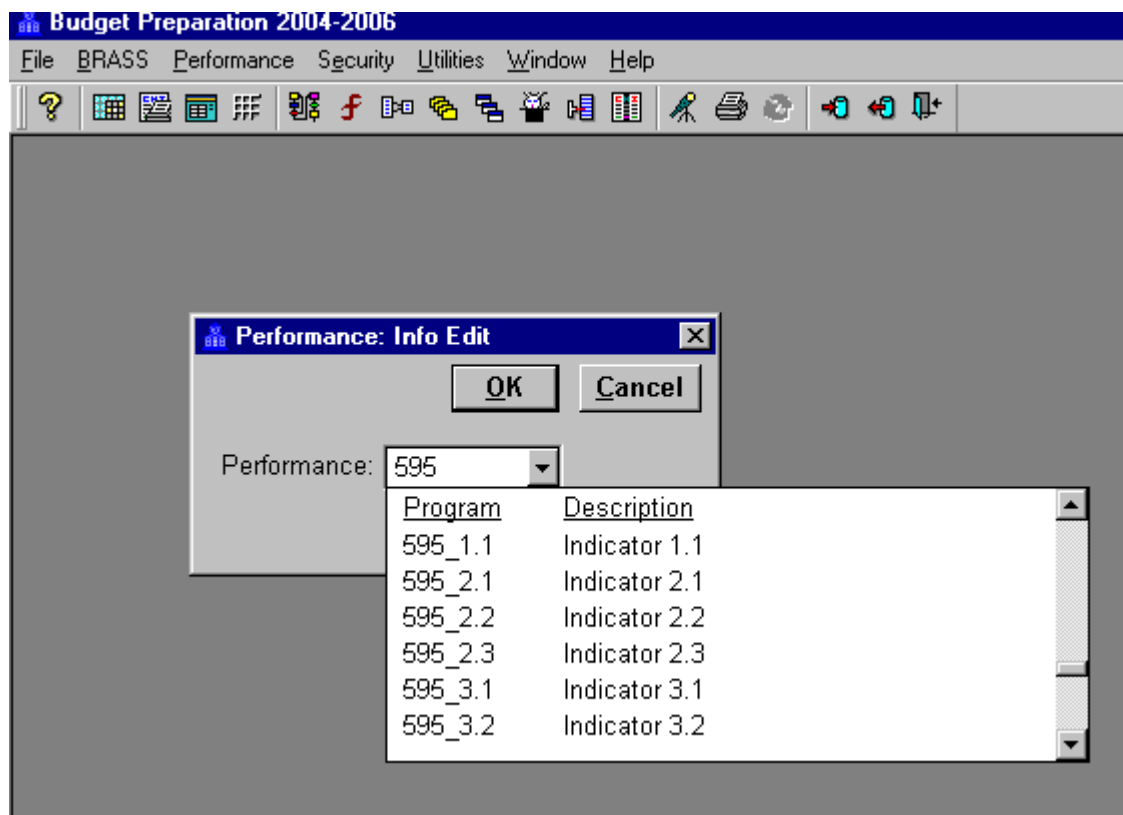 Budget Preparation 2004-2006
File BRASS Performance Security Utilities Window Help
Performance: Info Edit
OK Cancel
Performance: 595
Program Description
595_1.1 Indicator 1.1
595_2.1 Indicator 2.1
595_2.2 Indicator 2.2
595_2.3 Indicator 2.3
595_3.1 Indicator 3.1
595_3.2 Indicator 3.2